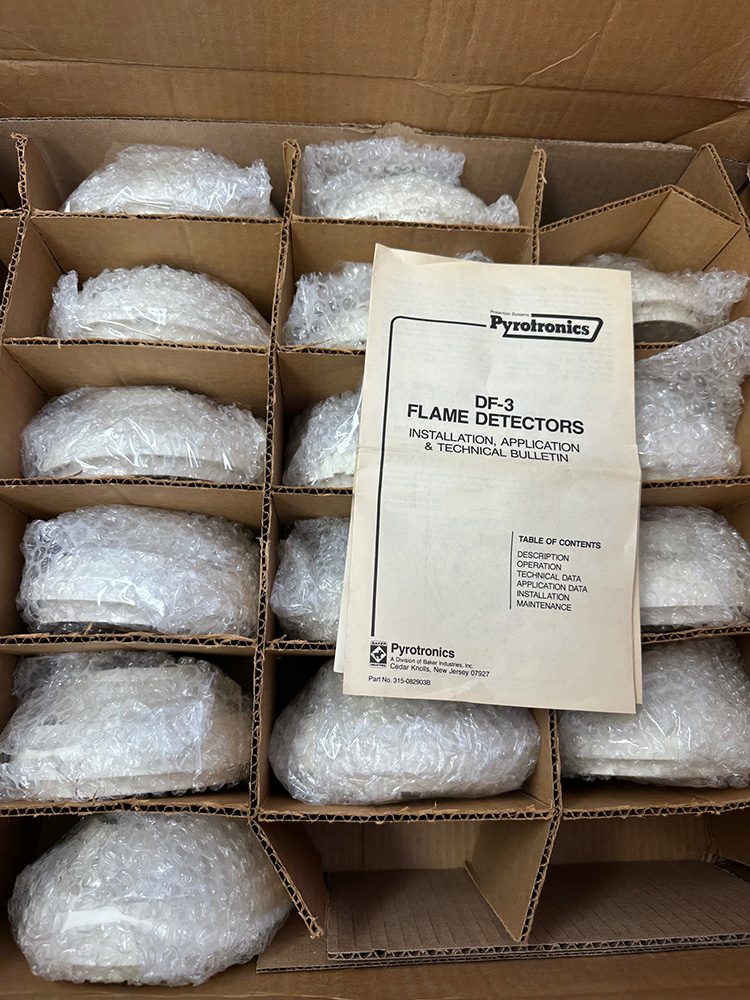 Protection Systems
Pyrotronics
DF-3
FLAME DETECTORS
INSTALLATION, APPLICATION
& TECHNICAL BULLETIN
TABLE OF CONTENTS
DESCRIPTION
OPERATION
TECHNICAL DATA
APPLICATION DATA
INSTALLATION
MAINTENANCE
BAKER
Pyrotronics
A Division of Baker Industries, Inc.
Cedar Knolls, New Jersey 07927
Part No. 315-082903B